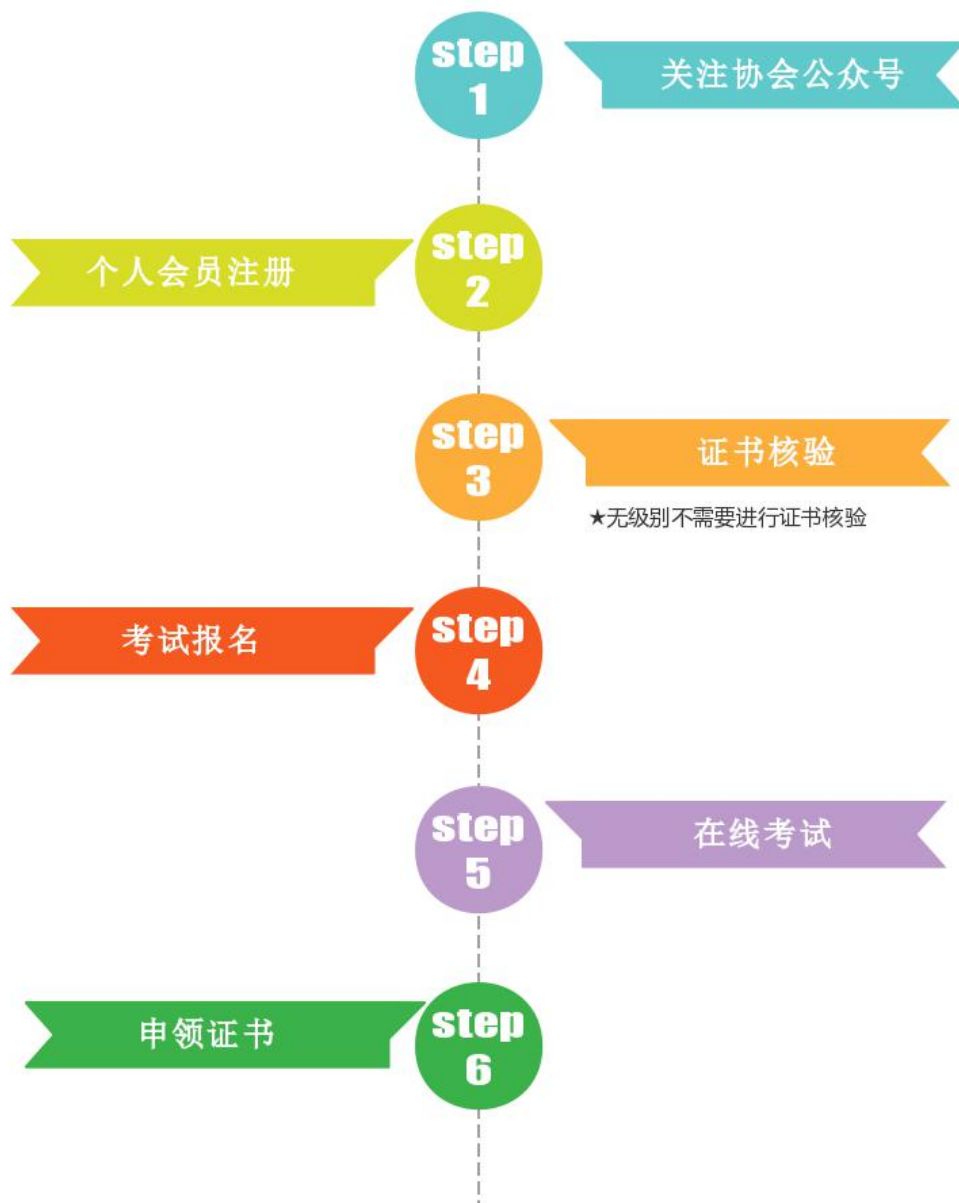 step
1
关注协会公众号
step
2
个人会员注册
step
3
证书核验
★无级别不需要进行证书核验
step
4
考试报名
step
5
在线考试
step
6
申领证书